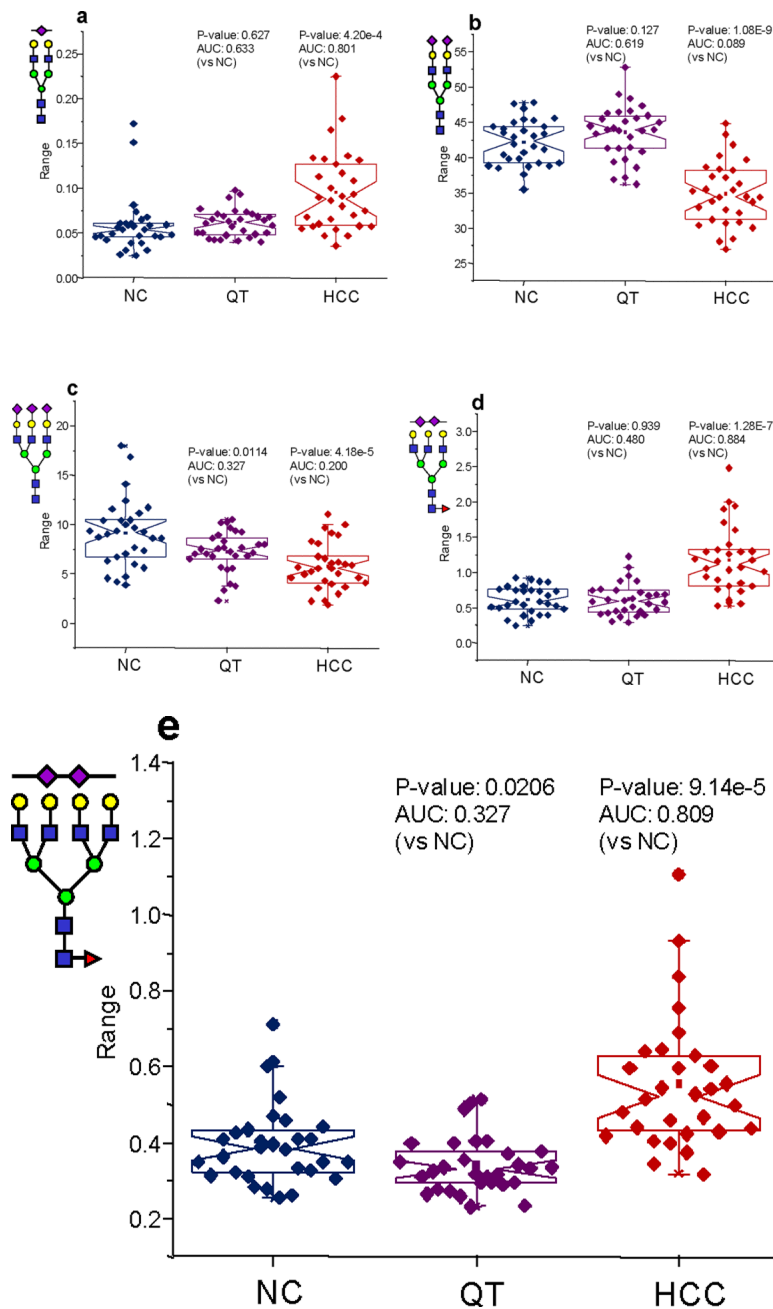 a
P-value: 0.627
AUC: 0.633
(vs NC)
P-value: 4.20e-4
AUC: 0.801
(vs NC)
0.25
0.20
0.15
0.10
0.05
0.00
Range
NC
QT
HCC
b
P-value: 0.127
AUC: 0.619
(vs NC)
P-value: 1.08E-9
AUC: 0.089
(vs NC)
55
50
45
40
35
30
25
Range
NC
QT
HCC
c
P-value: 0.0114
AUC: 0.327
(vs NC)
P-value: 4.18e-5
AUC: 0.200
(vs NC)
20
15
10
5
0
Range
NC
QT
HCC
d
P-value: 0.939
AUC: 0.480
(vs NC)
P-value: 1.28E-7
AUC: 0.884
(vs NC)
3.0
2.5
2.0
1.5
1.0
0.5
0.0
Range
NC
QT
HCC
e
P-value: 0.0206
AUC: 0.327
(vs NC)
P-value: 9.14e-5
AUC: 0.809
(vs NC)
1.4
1.2
1.0
0.8
0.6
0.4
0.2
Range
NC
QT
HCC